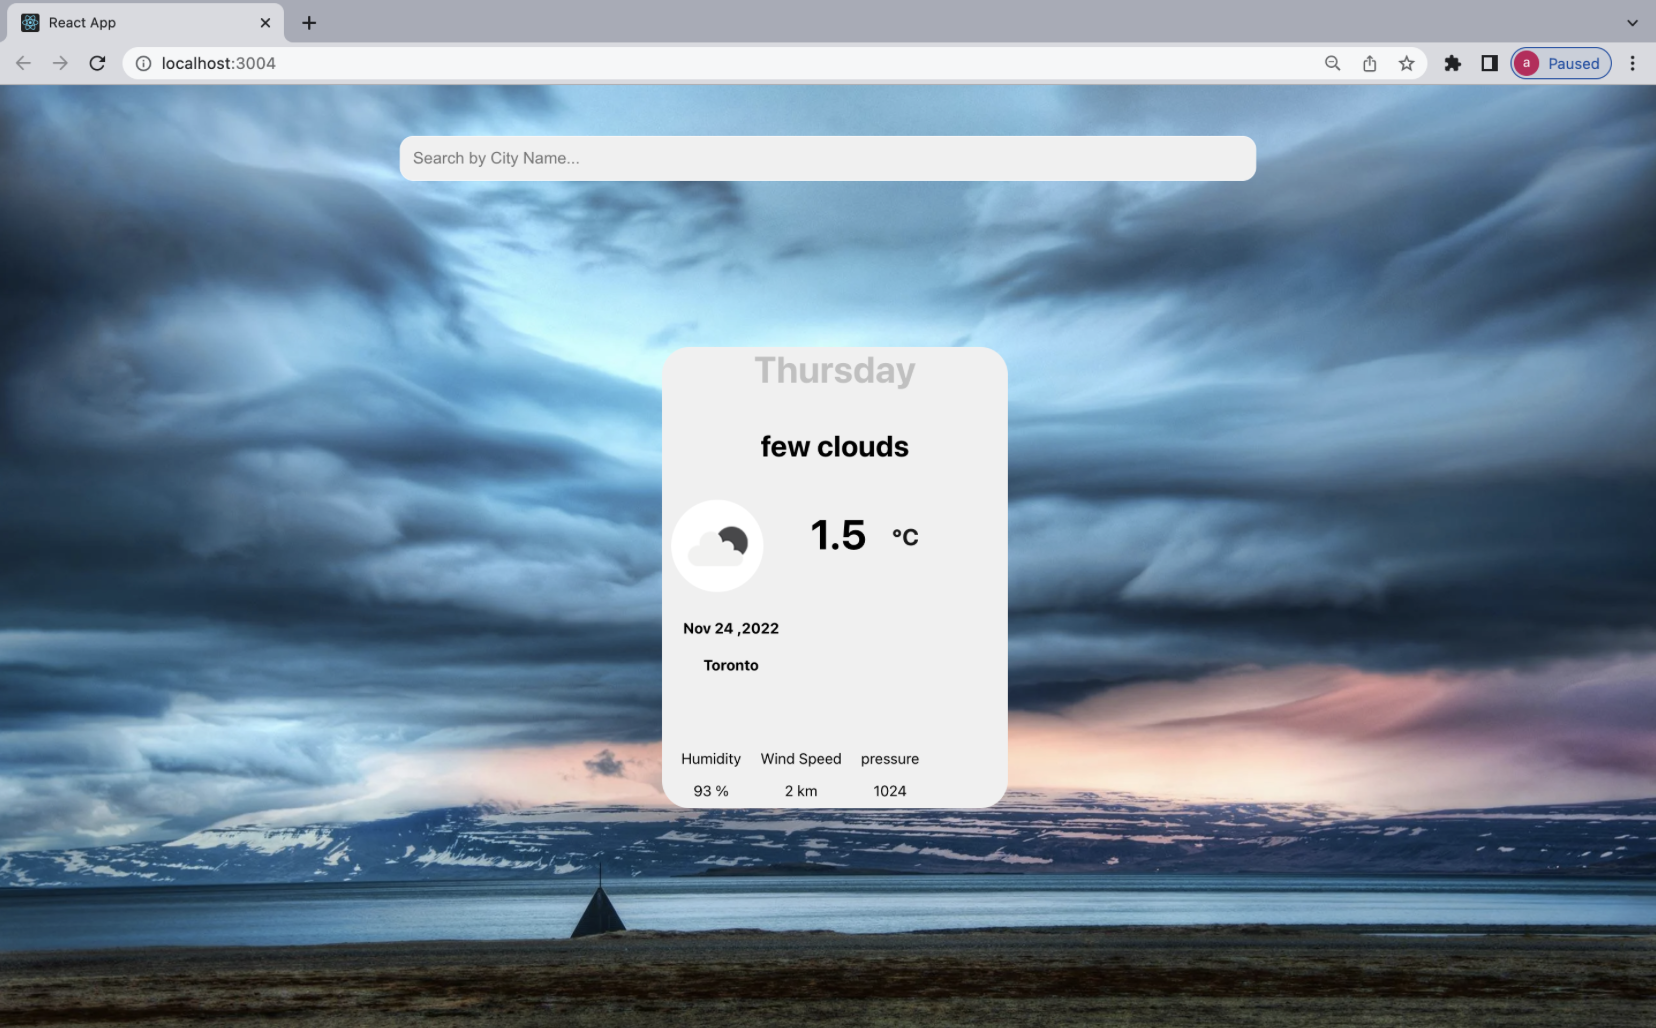 React App
localhost:3004
a Paused
Search by City Name...
Thursday
few clouds
1.5 °C
Nov 24 ,2022
Toronto
Humidity Wind Speed pressure
93 % 2 km 1024